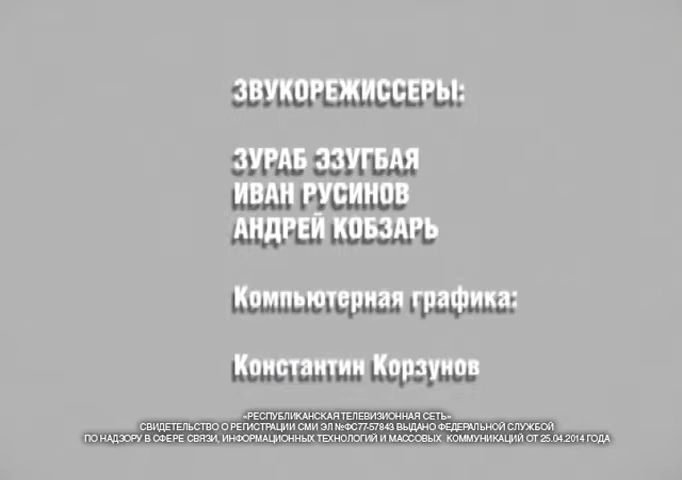 ЗВУКОРЕЖИССЕРЫ:
ЗУРАБ ЭЗУГБАЯ
ИВАН РУСИНОВ
АНДРЕЙ КОБЗАРЬ
Компьютерная графика:
Константин Корзунов
«РЕСПУБЛИКАНСКАЯ ТЕЛЕВИЗИОННАЯ СЕТЬ»
СВИДЕТЕЛЬСТВО О РЕГИСТРАЦИИ СМИ ЭЛ №ФС77-57843 ВЫДАНО ФЕДЕРАЛЬНОЙ СЛУЖБОЙ
ПО НАДЗОРУ В СФЕРЕ СВЯЗИ, ИНФОРМАЦИОННЫХ ТЕХНОЛОГИЙ И МАССОВЫХ КОММУНИКАЦИЙ ОТ 25.04.2014 ГОДА